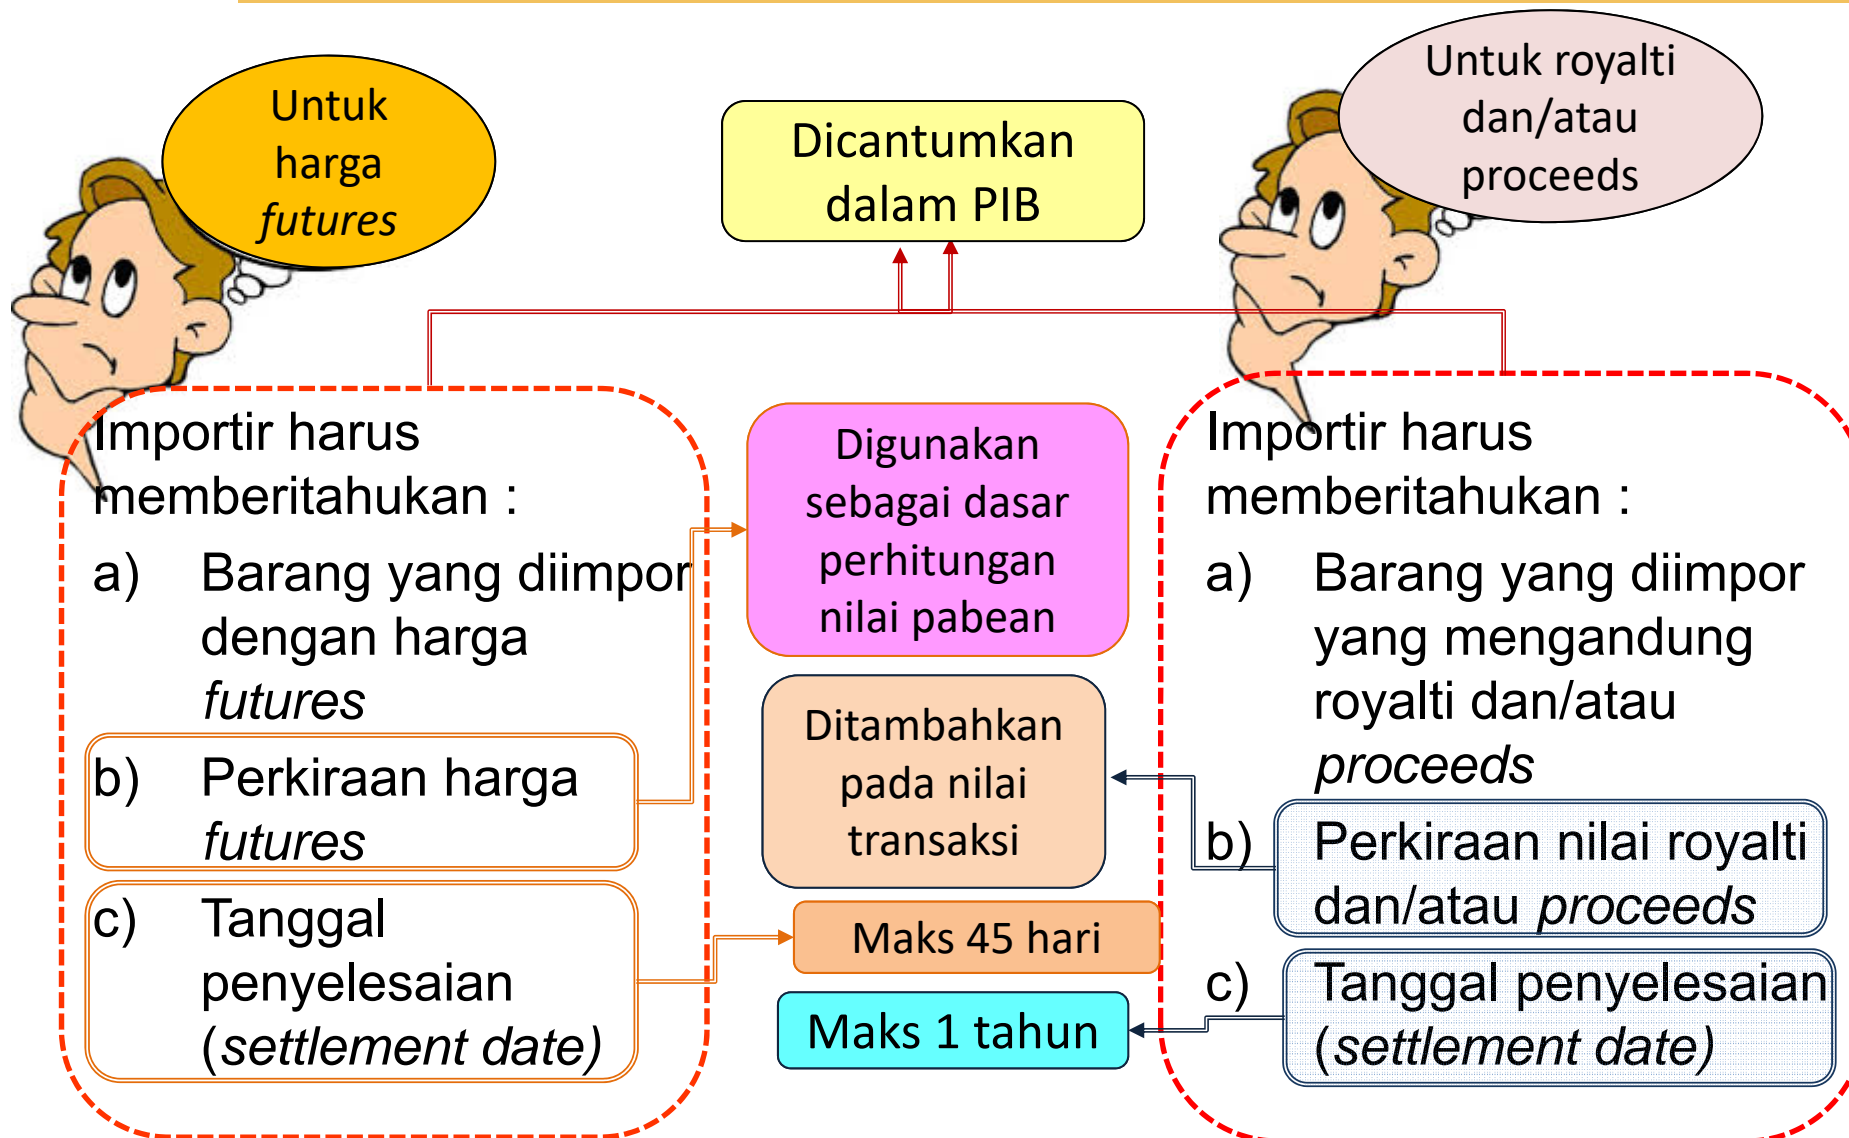 Untuk
harga
futures
Dicantumkan
dalam PIB
Untuk royalti
dan/atau
proceeds
Importir harus
memberitahukan :
a) Barang yang diimpor
dengan harga
futures
b) Perkiraan harga
futures
c) Tanggal
penyelesaian
(settlement date)
Digunakan
sebagai dasar
perhitungan
nilai pabean
Ditambahkan
pada nilai
transaksi
Maks 45 hari
Maks 1 tahun
Importir harus
memberitahukan :
a) Barang yang diimpor
yang mengandung
royalti dan/atau
proceeds
b) Perkiraan nilai royalti
dan/atau proceeds
c) Tanggal penyelesaian
(settlement date)